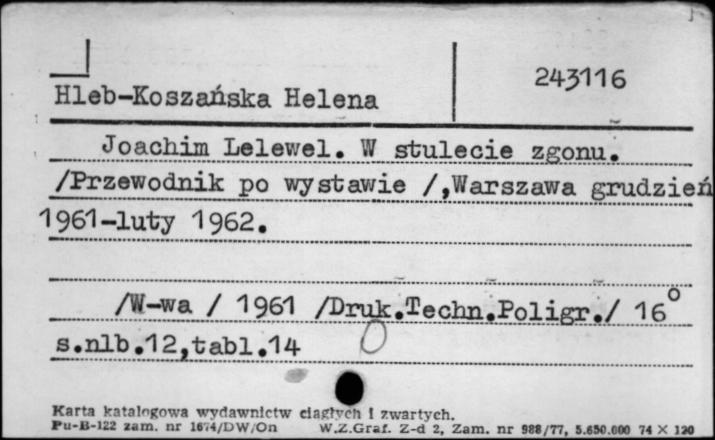 243116
Hleb-Koszańska Helena
Joachim Lelewel. W stulecie zgonu.
/Przewodnik po wystawie /,Warszawa grudzień
1961-luty 1962.
/W-wa / 1961 /Druk.Techn.Poligr./ 16°
s.nlb.12,tabl.14
Karta katalogowa wydawnictw ciągłych i zwartych.
Pu-B-122 zam. nr 1674/DW/On W.Z.Graf. Z-d 2, Zam. nr 988/77, 5.650.000 74 X 120